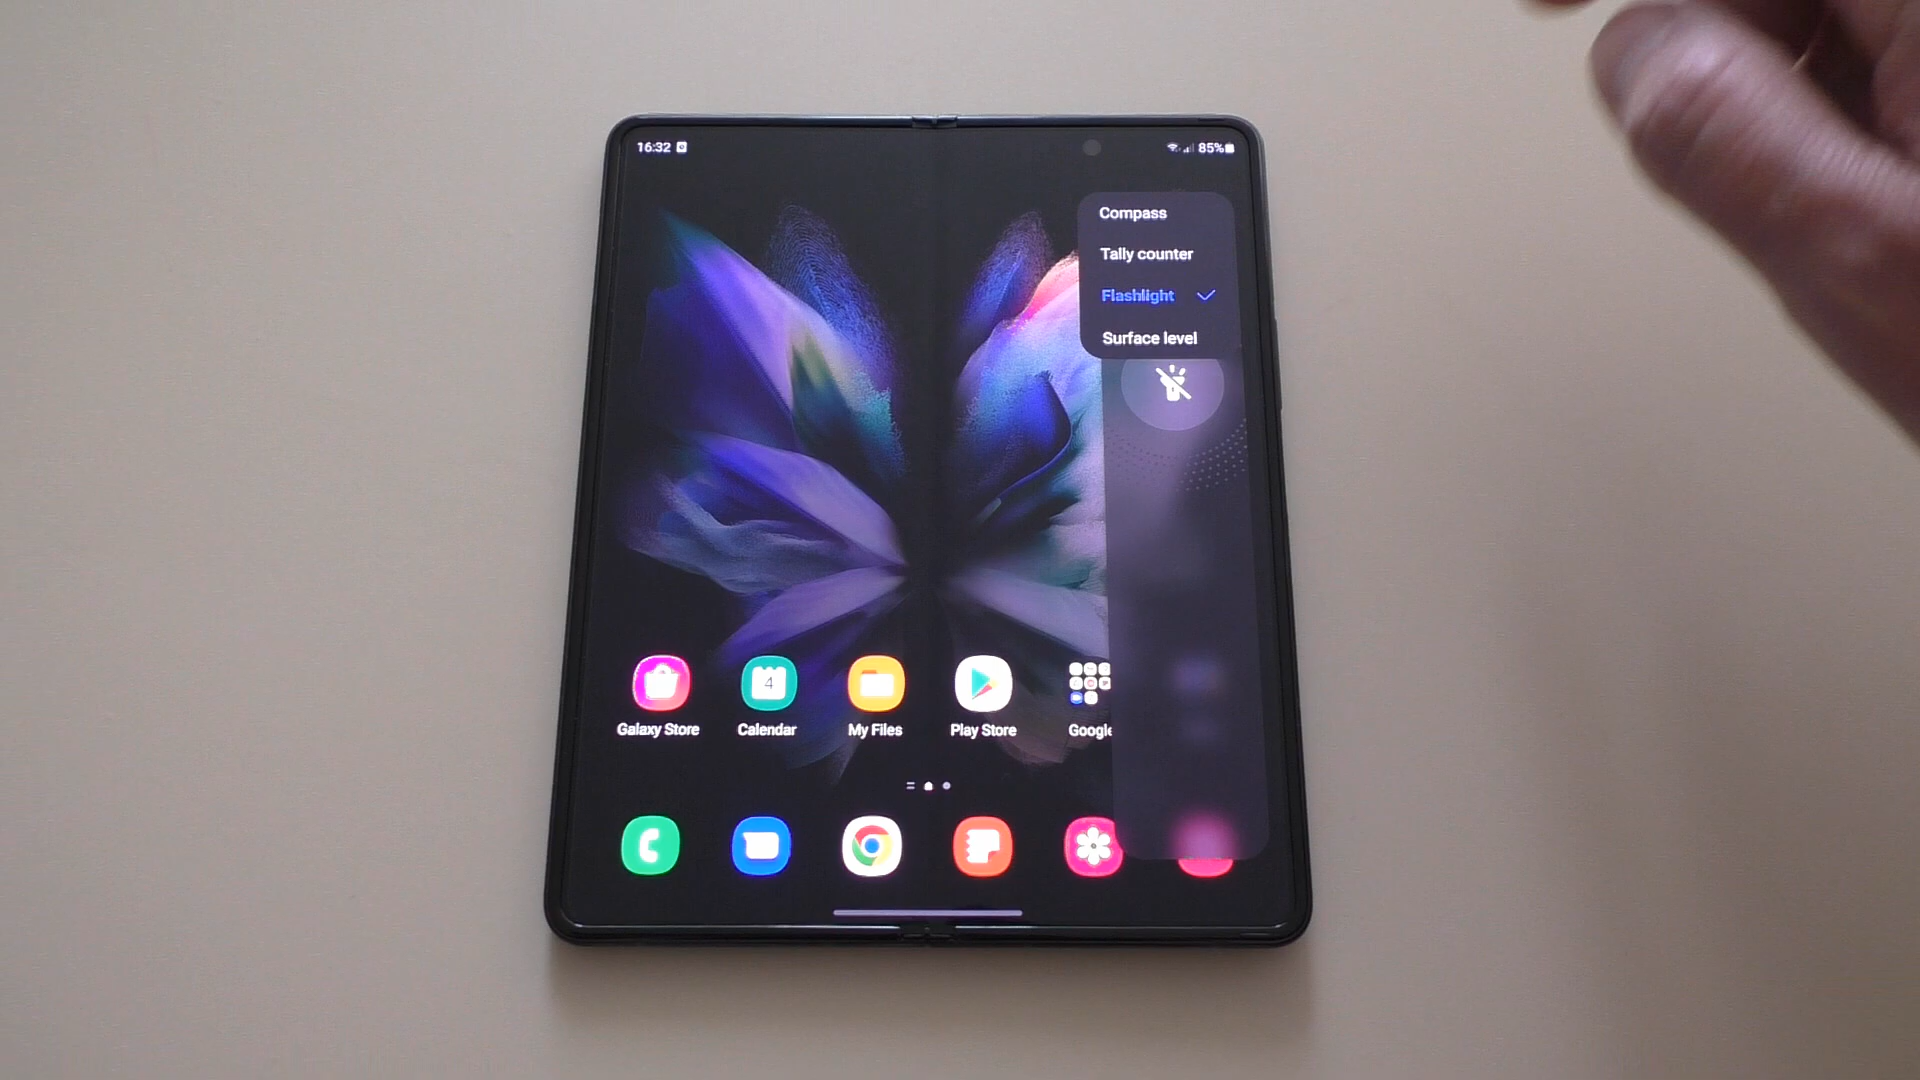 16:32
85%
Compass
Tally counter
Flashlight
Surface level
Galaxy Store
Calendar
4
My Files
Play Store
Google